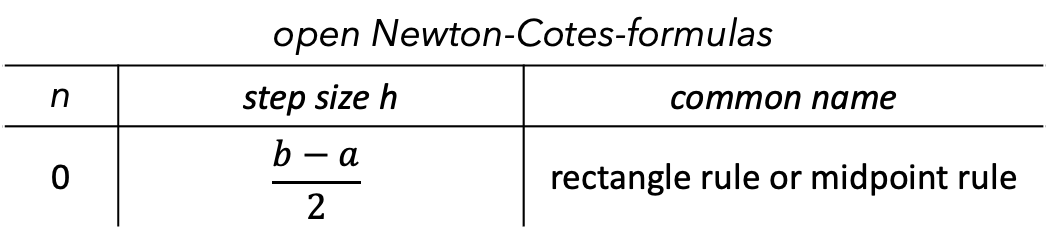 open Newton-Cotes-formulas
n step size h common name
0 b − a / 2 rectangle rule or midpoint rule